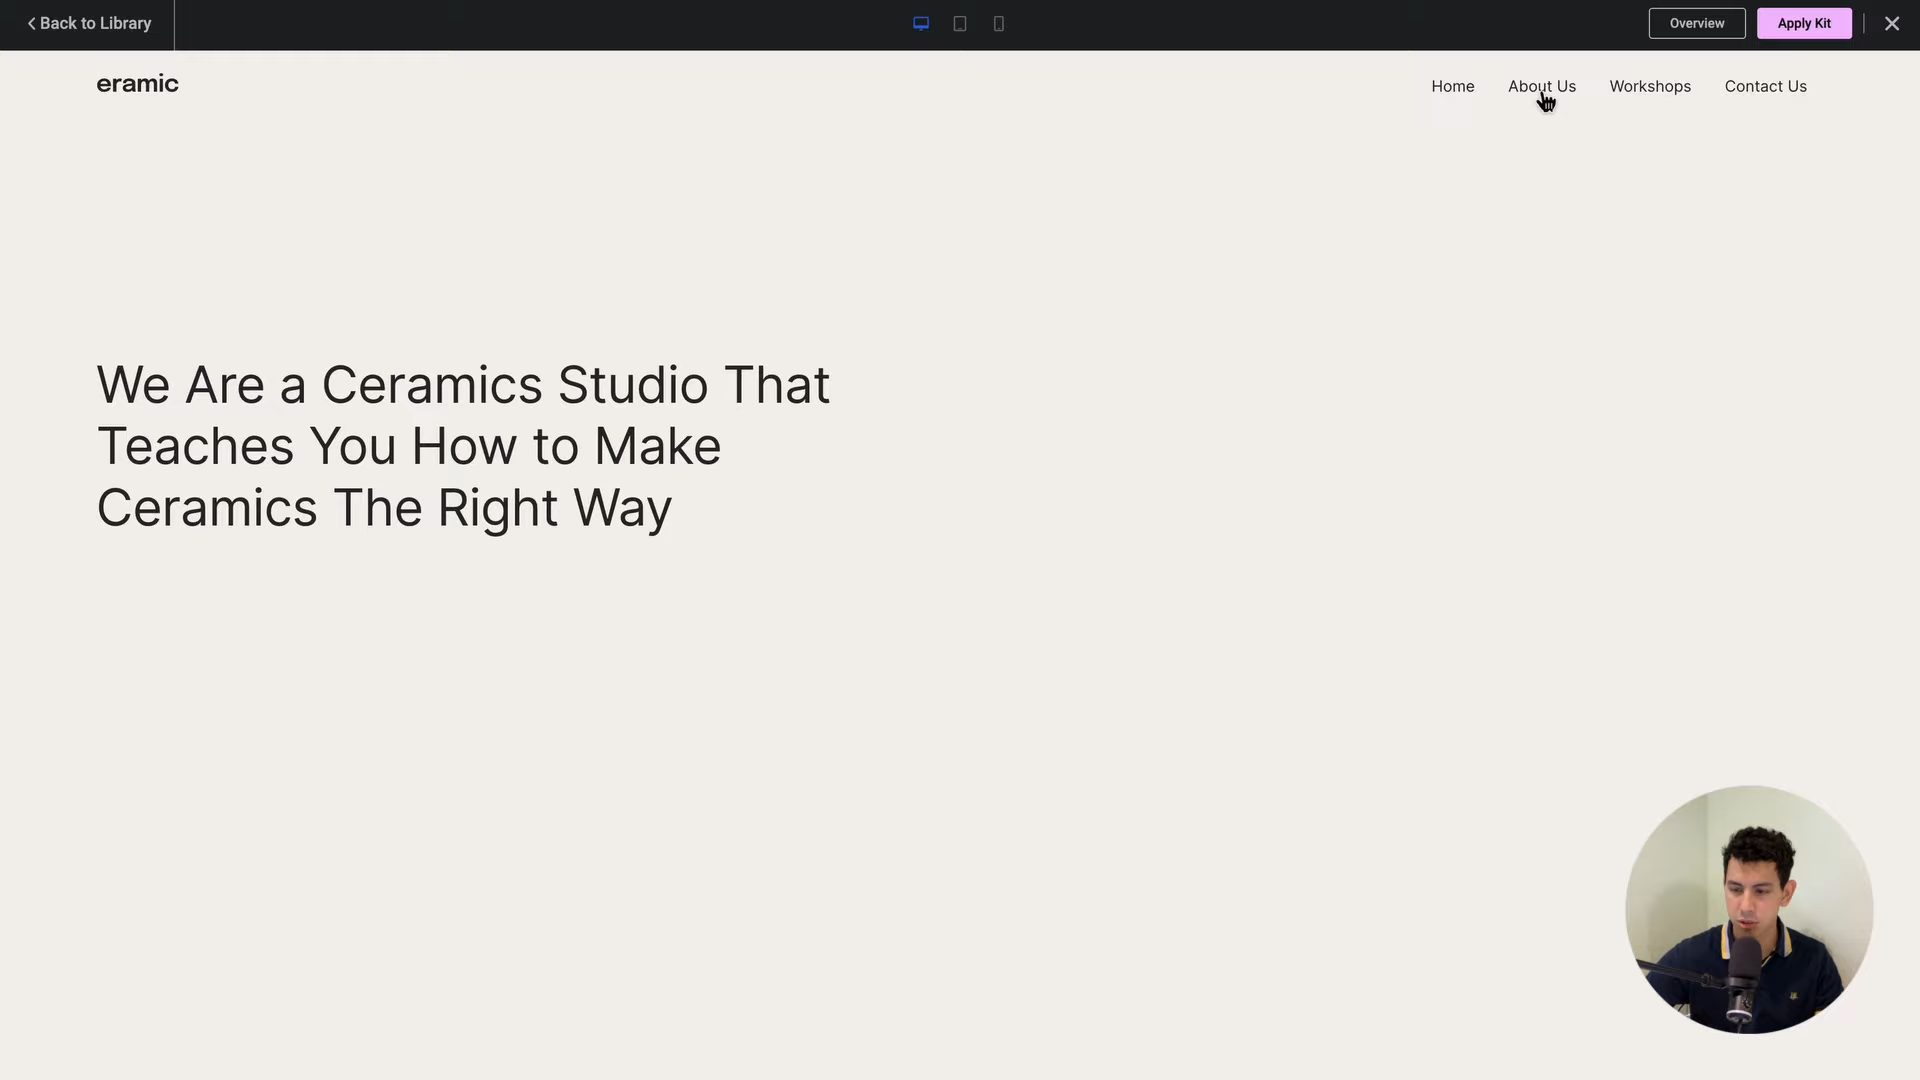 Back to Library
Overview
Apply Kit
eramic
Home
About Us
Workshops
Contact Us
We Are a Ceramics Studio That
Teaches You How to Make
Ceramics The Right Way